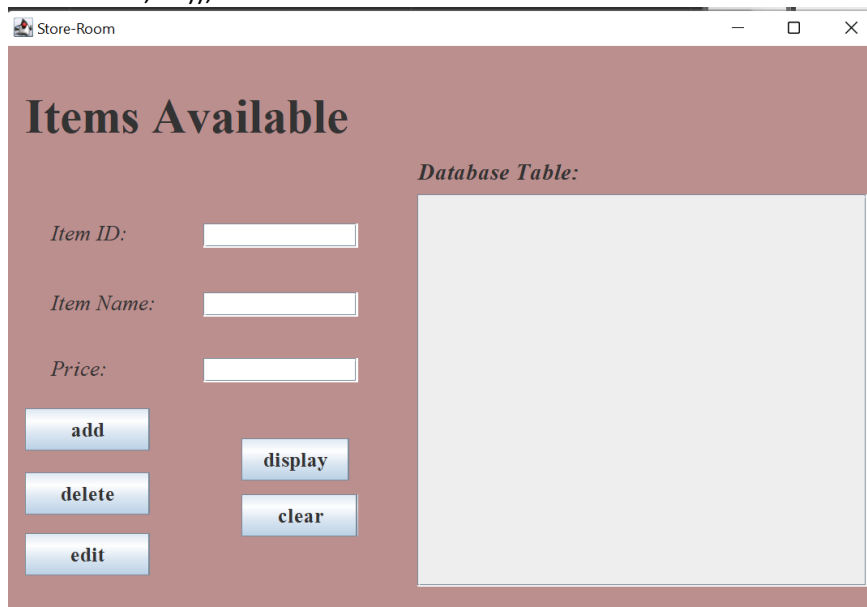 Store-Room
Items Available
Database Table:
Item ID:
Item Name:
Price:
add
display
delete
clear
edit